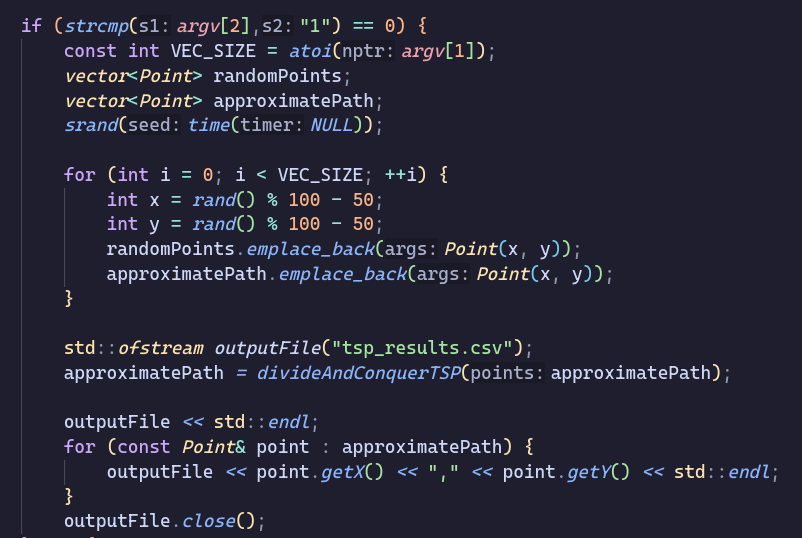 if (strcmp(s1: argv[2],s2: "1") == 0) {
const int VEC_SIZE = atoi(nptr: argv[1]);
vector<Point> randomPoints;
vector<Point> approximatePath;
srand(seed: time(timer: NULL));
for (int i = 0; i < VEC_SIZE; ++i) {
int x = rand() % 100 - 50;
int y = rand() % 100 - 50;
randomPoints.emplace_back(args: Point(x, y));
approximatePath.emplace_back(args: Point(x, y));
}
std::ofstream outputFile("tsp_results.csv");
approximatePath = divideAndConquerTSP(points: approximatePath);
outputFile << std::endl;
for (const Point& point : approximatePath) {
outputFile << point.getX() << "," << point.getY() << std::endl;
}
outputFile.close();